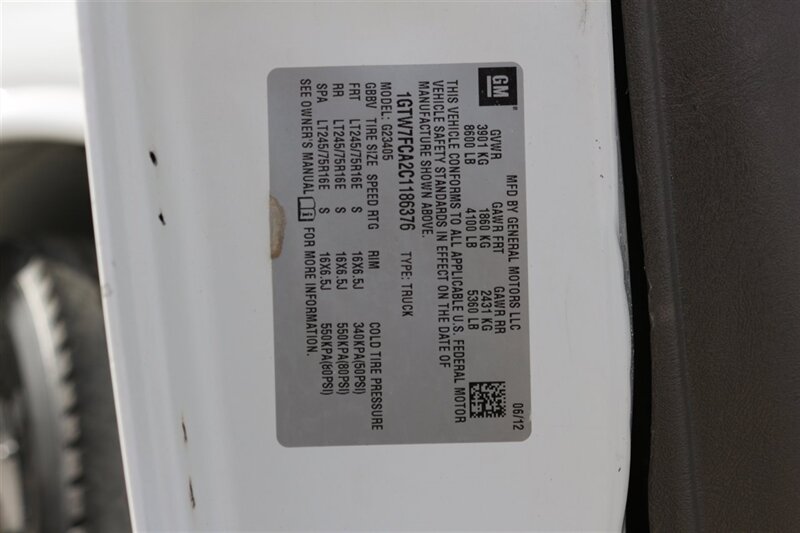 GM
MFD BY GENERAL MOTORS LLC 06/12
GVWR GAWR FRT GAWR RR
3901 KG 1860 KG 2431 KG
8600 LB 4100 LB 5360 LB
THIS VEHICLE CONFORMS TO ALL APPLICABLE U.S. FEDERAL MOTOR
VEHICLE SAFETY STANDARDS IN EFFECT ON THE DATE OF
MANUFACTURE SHOWN ABOVE.
1GTW7FCA2C1186376 TYPE: TRUCK
MODEL: G23405
GBBV TIRE SIZE SPEED RTG RIM COLD TIRE PRESSURE
FRT LT245/75R16E S 16X6.5J 340KPA(50PSI)
RR LT245/75R16E S 16X6.5J 550KPA(80PSI)
SPA LT245/75R16E S 16X6.5J 550KPA(80PSI)
SEE OWNER'S MANUAL i FOR MORE INFORMATION.